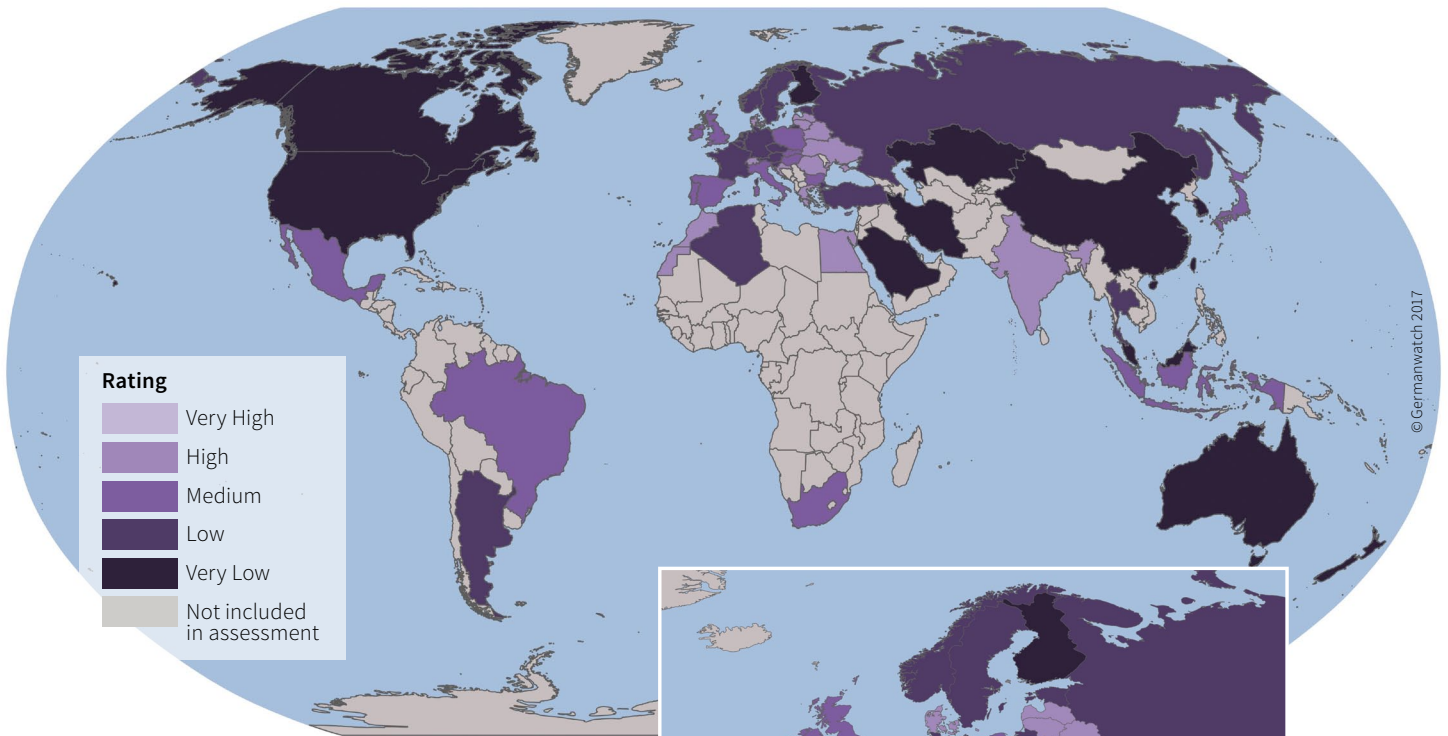 Rating
Very High
High
Medium
Low
Very Low
Not included
in assessment
© Germanwatch 2017